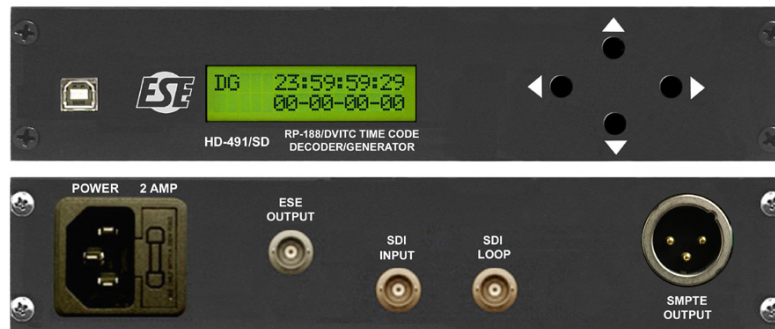 ESE
DG 23:59:59:29
00-00-00-00
HD-491/SD
RP-188/DVITC TIME CODE
DECODER/GENERATOR
POWER 2 AMP
ESE
OUTPUT
SDI
INPUT
SDI
LOOP
SMPTE
OUTPUT